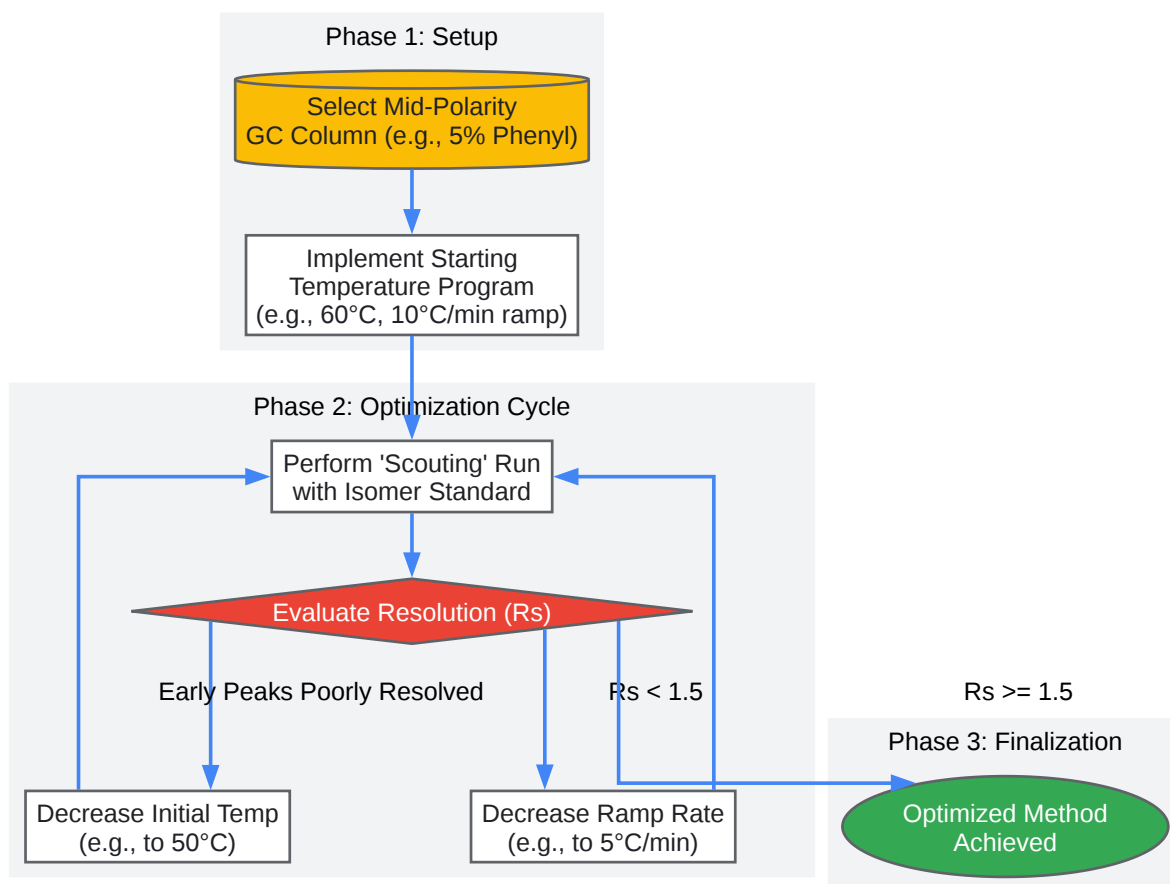 Phase 1: Setup
Select Mid-Polarity
GC Column (e.g., 5% Phenyl)
Implement Starting
Temperature Program
(e.g., 60°C, 10°C/min ramp)
Phase 2: Optimization Cycle
Perform 'Scouting' Run
with Isomer Standard
Evaluate Resolution (Rs)
Early Peaks Poorly Resolved
Rs < 1.5
Rs >= 1.5
Phase 3: Finalization
Decrease Initial Temp
(e.g., to 50°C)
Decrease Ramp Rate
(e.g., to 5°C/min)
Optimized Method
Achieved